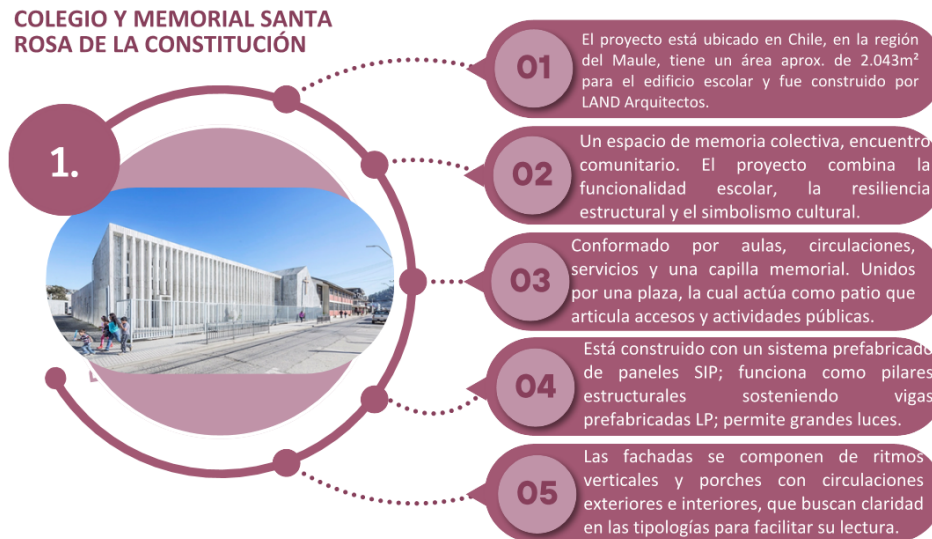 COLEGIO Y MEMORIAL SANTA
ROSA DE LA CONSTITUCIÓN
1.
01
El proyecto está ubicado en Chile, en la región
del Maule, tiene un área aprox. de 2.043m²
para el edificio escolar y fue construido por
LAND Arquitectos.
02
Un espacio de memoria colectiva, encuentro
comunitario. El proyecto combina la
funcionalidad escolar, la resiliencia
estructural y el simbolismo cultural.
03
Conformado por aulas, circulaciones,
servicios y una capilla memorial. Unidos
por una plaza, la cual actúa como patio que
articula accesos y actividades públicas.
04
Está construido con un sistema prefabricado
de paneles SIP; funciona como pilares
estructurales sosteniendo vigas
prefabricadas LP; permite grandes luces.
05
Las fachadas se componen de ritmos
verticales y porches con circulaciones
exteriores e interiores, que buscan claridad
en las tipologías para facilitar su lectura.